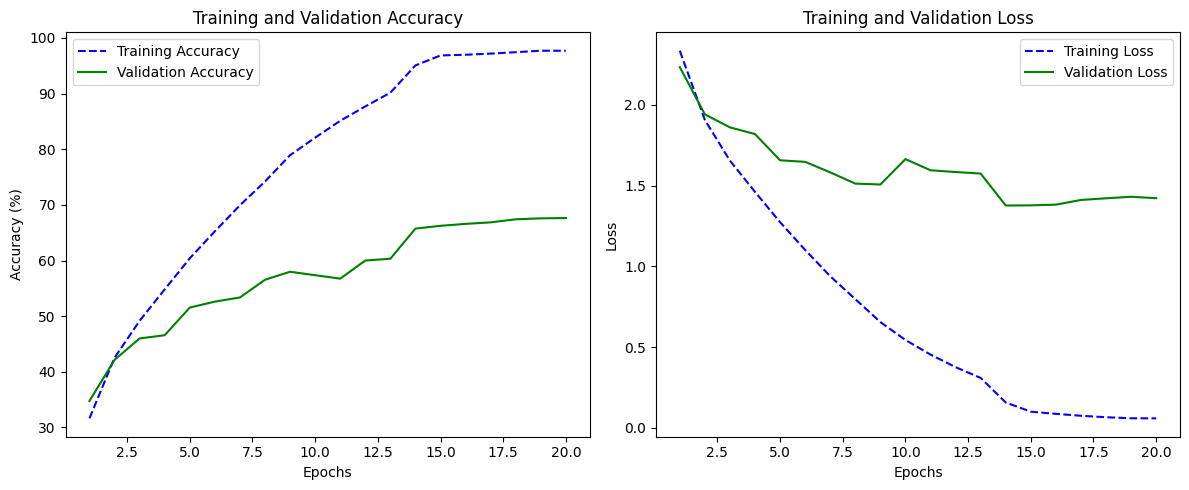 Training and Validation Accuracy
Training Accuracy
Validation Accuracy
100
90
80
70
60
50
40
30
Accuracy (%)
2.5 5.0 7.5 10.0 12.5 15.0 17.5 20.0
Epochs
Training and Validation Loss
Training Loss
Validation Loss
2.0
1.5
1.0
0.5
0.0
Loss
2.5 5.0 7.5 10.0 12.5 15.0 17.5 20.0
Epochs